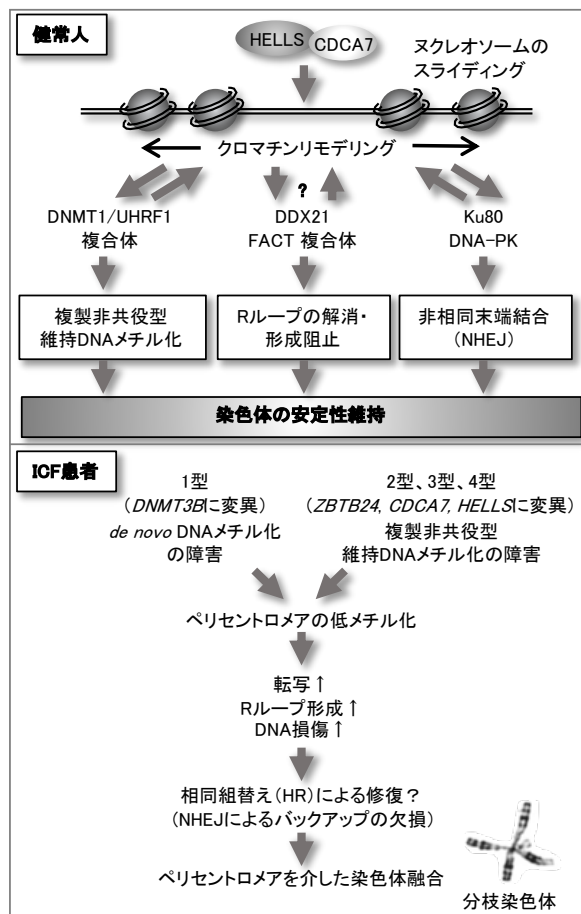 健常人
HELLS
CDCA7
ヌクレオソームの
スライディング
クロマチンリモデリング
?
DNMT1/UHRF1
複合体
DDX21
FACT 複合体
Ku80
DNA-PK
複製非共役型
維持DNAメチル化
Rループの解消・
形成阻止
非相同末端結合
(NHEJ)
染色体の安定性維持
ICF患者
1型
(DNMT3Bに変異)
de novo DNAメチル化
の障害
2型、3型、4型
(ZBTB24, CDCA7, HELLSに変異)
複製非共役型
維持DNAメチル化の障害
ペリセントロメアの低メチル化
転写↑
Rループ形成↑
DNA損傷↑
相同組替え(HR)による修復?
(NHEJによるバックアップの欠損)
ペリセントロメアを介した染色体融合
分枝染色体